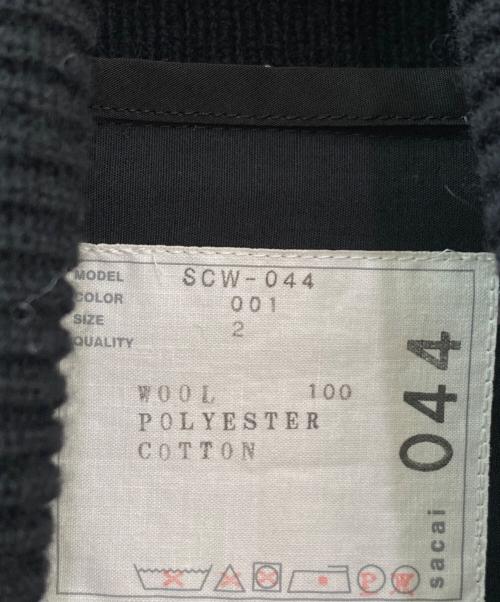 MODEL SCW-044
COLOR 001
SIZE 2
QUALITY
WOOL 100
POLYESTER
COTTON
044
sacai
P W